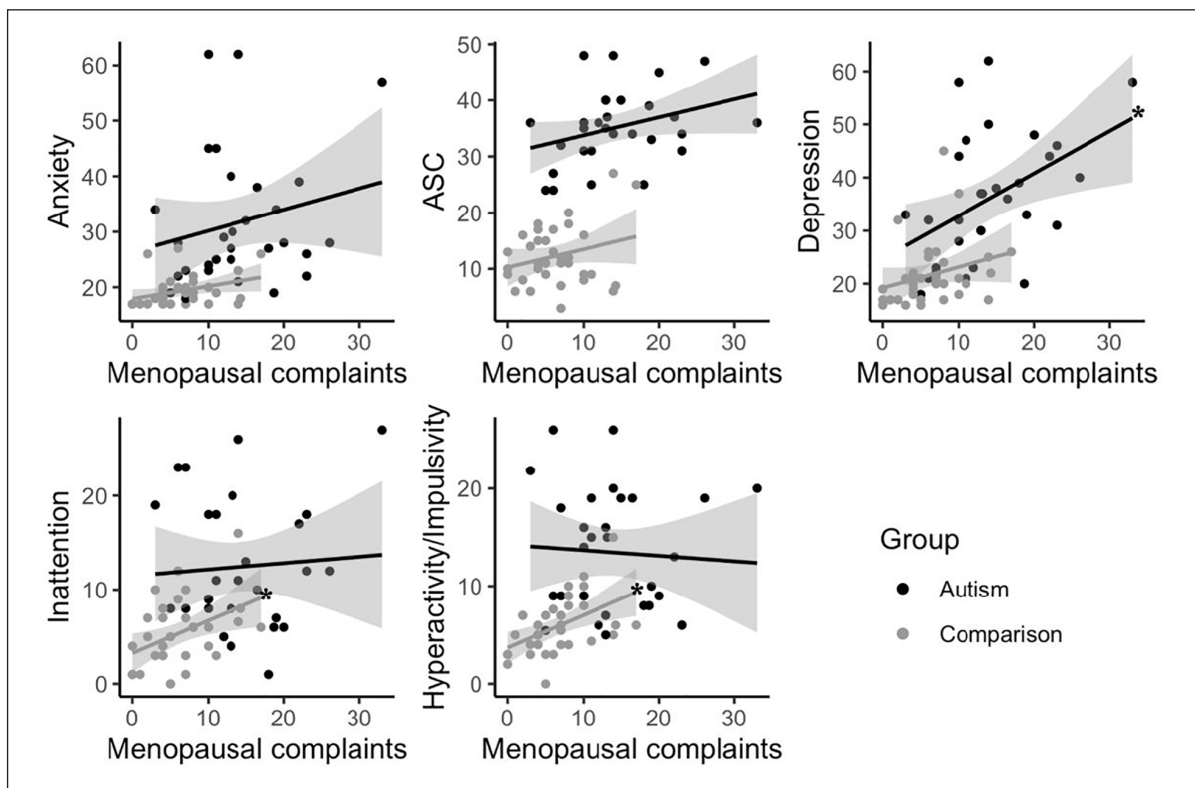 Anxiety
60
50
40
30
20
0 10 20 30
Menopausal complaints
ASC
50
40
30
20
10
0 10 20 30
Menopausal complaints
Depression
60
50
40
30
20
*
0 10 20 30
Menopausal complaints
Inattention
20
10
0
*
0 10 20 30
Menopausal complaints
Hyperactivity/Impulsivity
20
10
0
*
0 10 20 30
Menopausal complaints
Group
Autism
Comparison